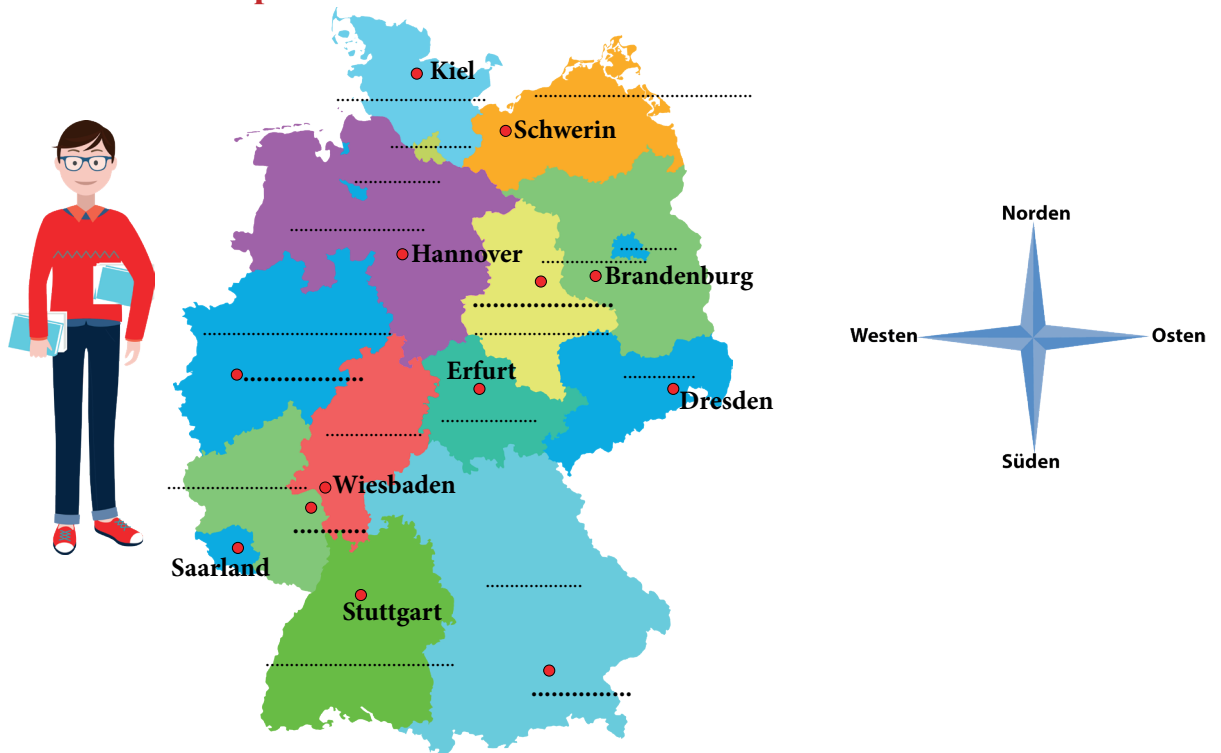 Kiel
Schwerin
Hannover
Brandenburg
Erfurt
Dresden
Wiesbaden
Saarland
Stuttgart
Norden
Westen
Osten
Süden